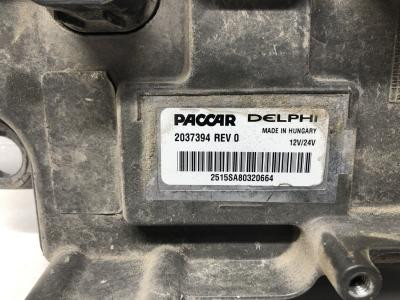 PACCAR DELPHI
MADE IN HUNGARY
2037394 REV 0
12V/24V
2515SA80320664